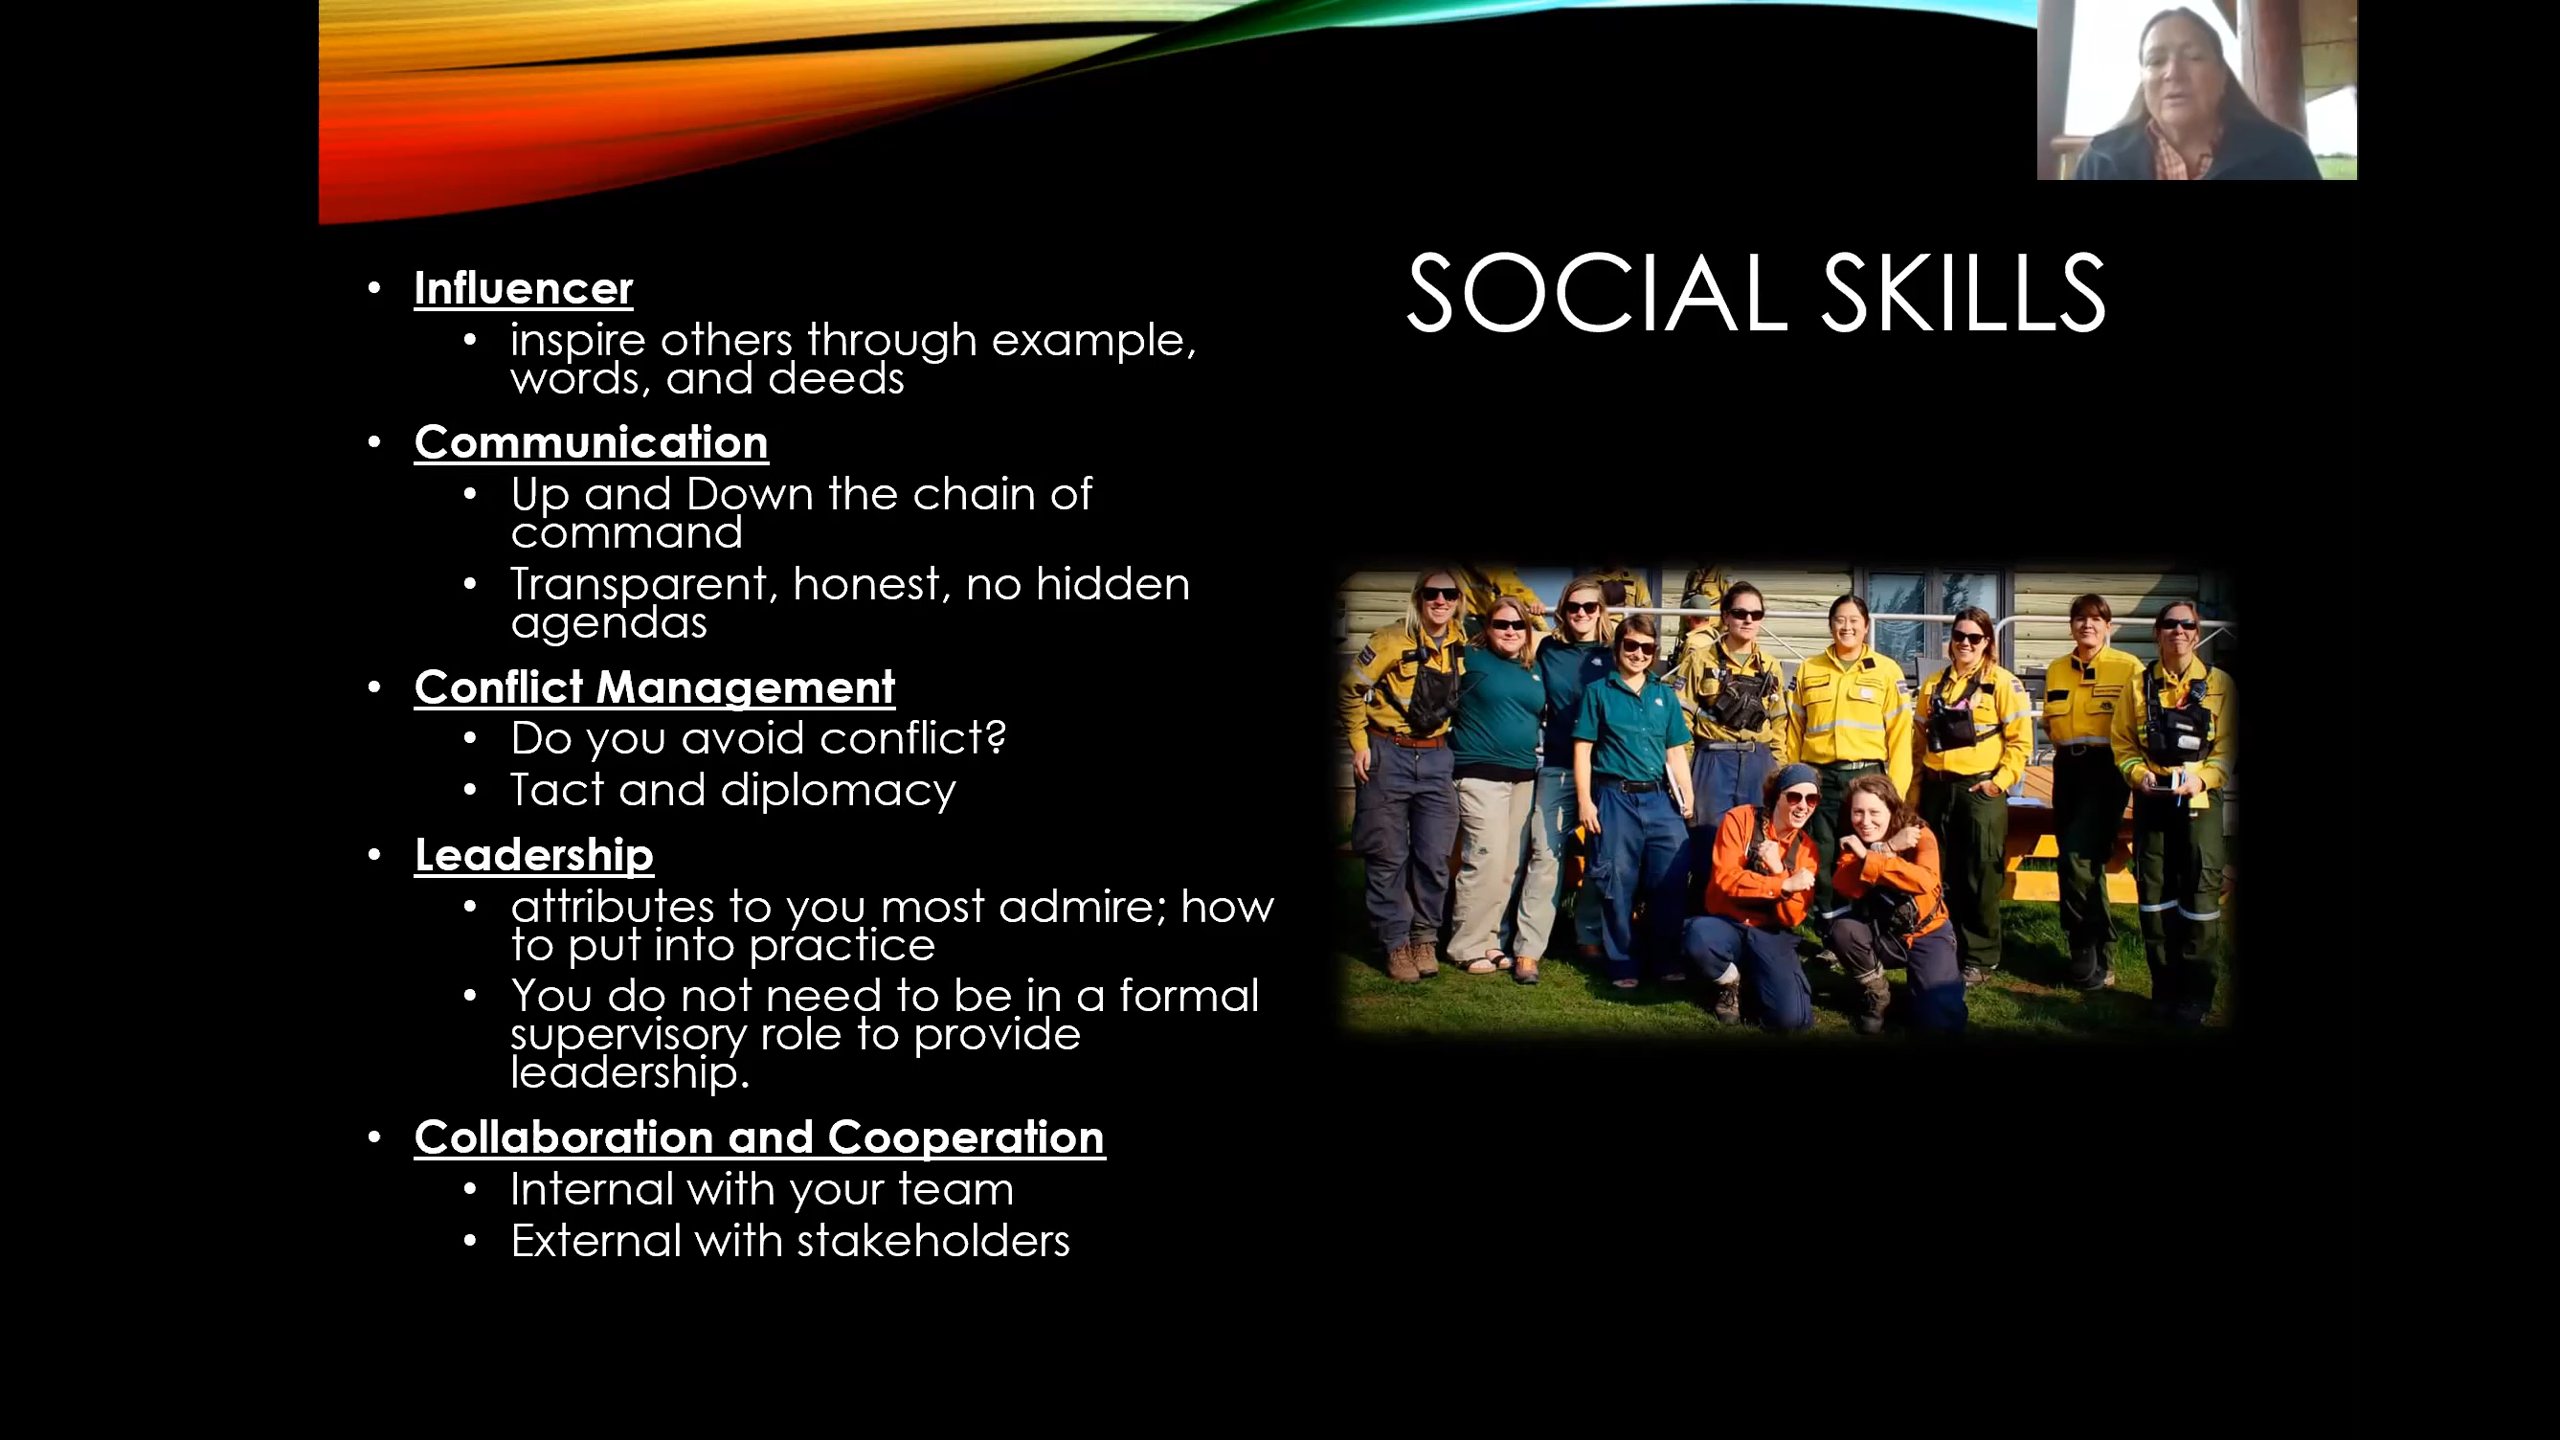 SOCIAL SKILLS
• Influencer
• inspire others through example,
words, and deeds
• Communication
• Up and Down the chain of
command
• Transparent, honest, no hidden
agendas
• Conflict Management
• Do you avoid conflict?
• Tact and diplomacy
• Leadership
• attributes to you most admire; how
to put into practice
• You do not need to be in a formal
supervisory role to provide
leadership.
• Collaboration and Cooperation
• Internal with your team
• External with stakeholders